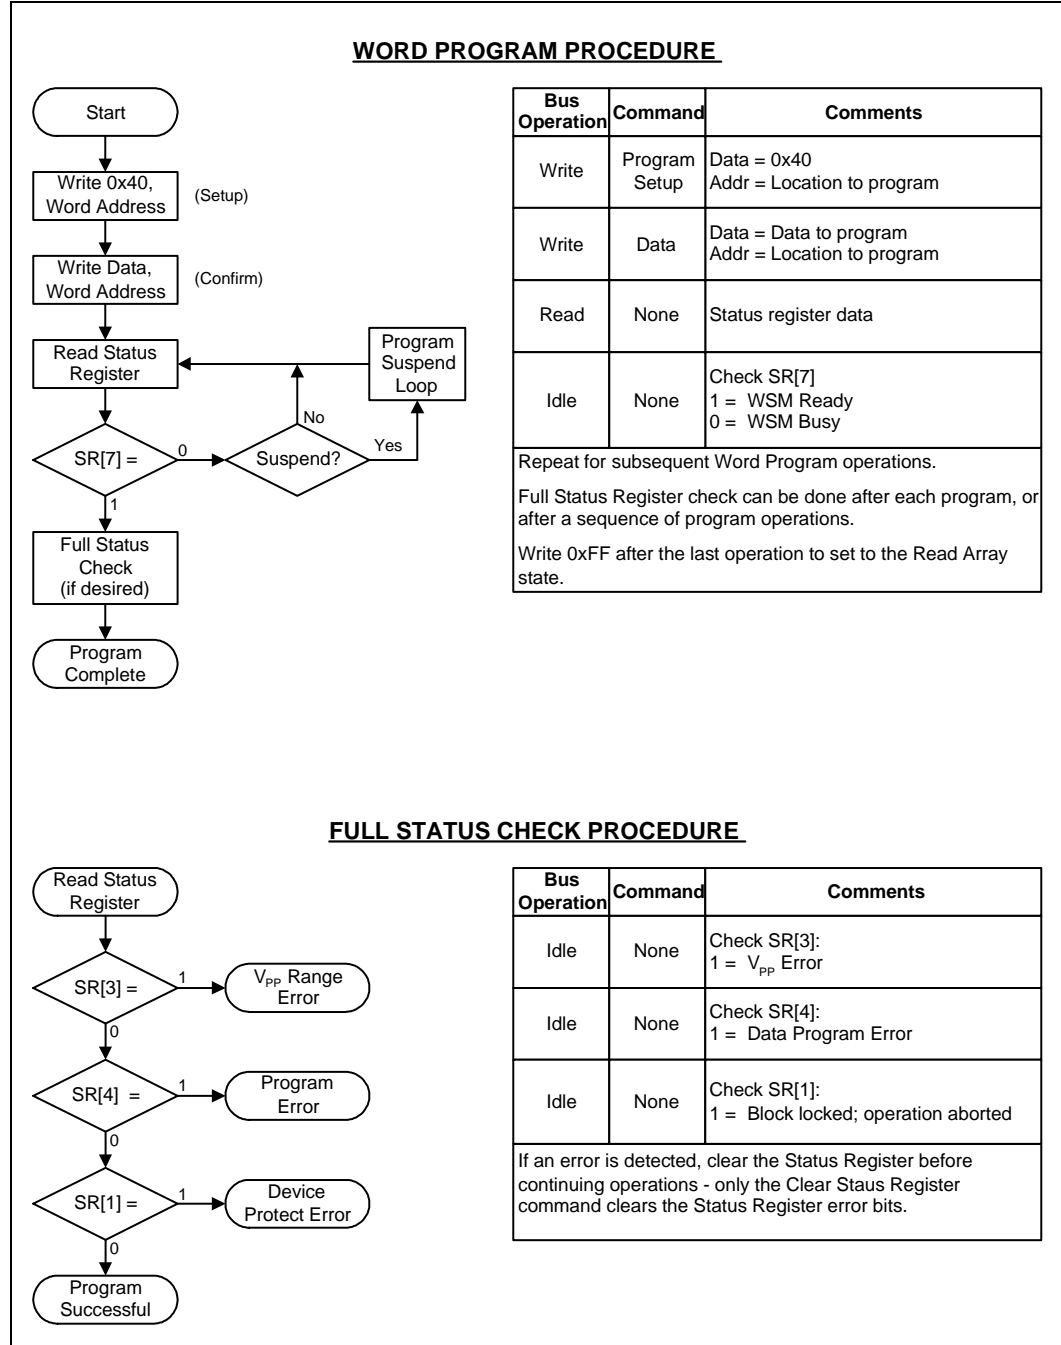 WORD PROGRAM PROCEDURE
Start
Write 0x40,
Word Address
(Setup)
Write Data,
Word Address
(Confirm)
Read Status
Register
Program
Suspend
Loop
No
SR[7] =
0
Suspend?
Yes
1
Full Status
Check
(if desired)
Program
Complete
Bus
Operation
Command
Comments
Write
Program
Setup
Data = 0x40
Addr = Location to program
Write
Data
Data = Data to program
Addr = Location to program
Read
None
Status register data
Idle
None
Check SR[7]
1 = WSM Ready
0 = WSM Busy
Repeat for subsequent Word Program operations.
Full Status Register check can be done after each program, or
after a sequence of program operations.
Write 0xFF after the last operation to set to the Read Array
state.
FULL STATUS CHECK PROCEDURE
Read Status
Register
SR[3] =
1
VPP Range
Error
0
SR[4] =
1
Program
Error
0
SR[1] =
1
Device
Protect Error
0
Program
Successful
Bus
Operation
Command
Comments
Idle
None
Check SR[3]:
1 = VPP Error
Idle
None
Check SR[4]:
1 = Data Program Error
Idle
None
Check SR[1]:
1 = Block locked; operation aborted
If an error is detected, clear the Status Register before
continuing operations - only the Clear Staus Register
command clears the Status Register error bits.